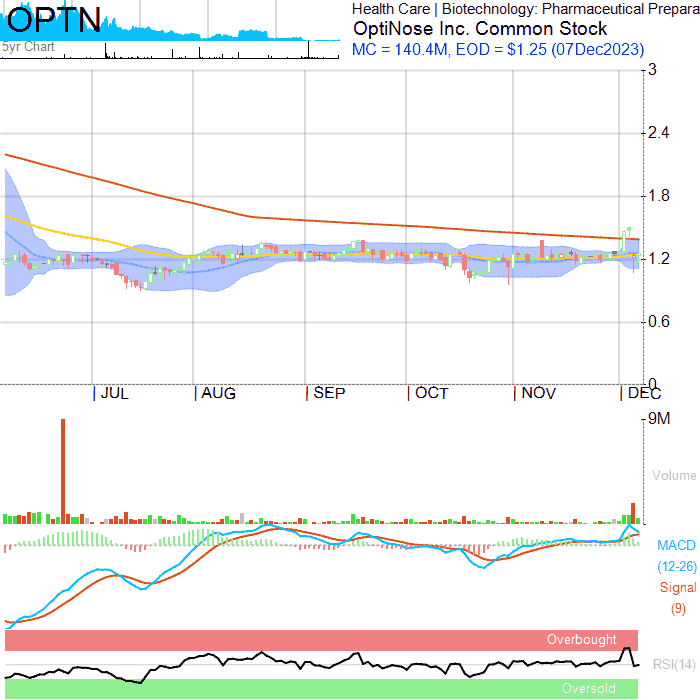 OPTN
5yr Chart
Health Care | Biotechnology: Pharmaceutical Prepara
OptiNose Inc. Common Stock
MC = 140.4M, EOD = $1.25 (07Dec2023)
3
2.4
1.8
1.2
0.6
0
JUL
AUG
SEP
OCT
NOV
DEC
9M
Volume
MACD
(12-26)
Signal
(9)
Overbought
RSI(14)
Oversold